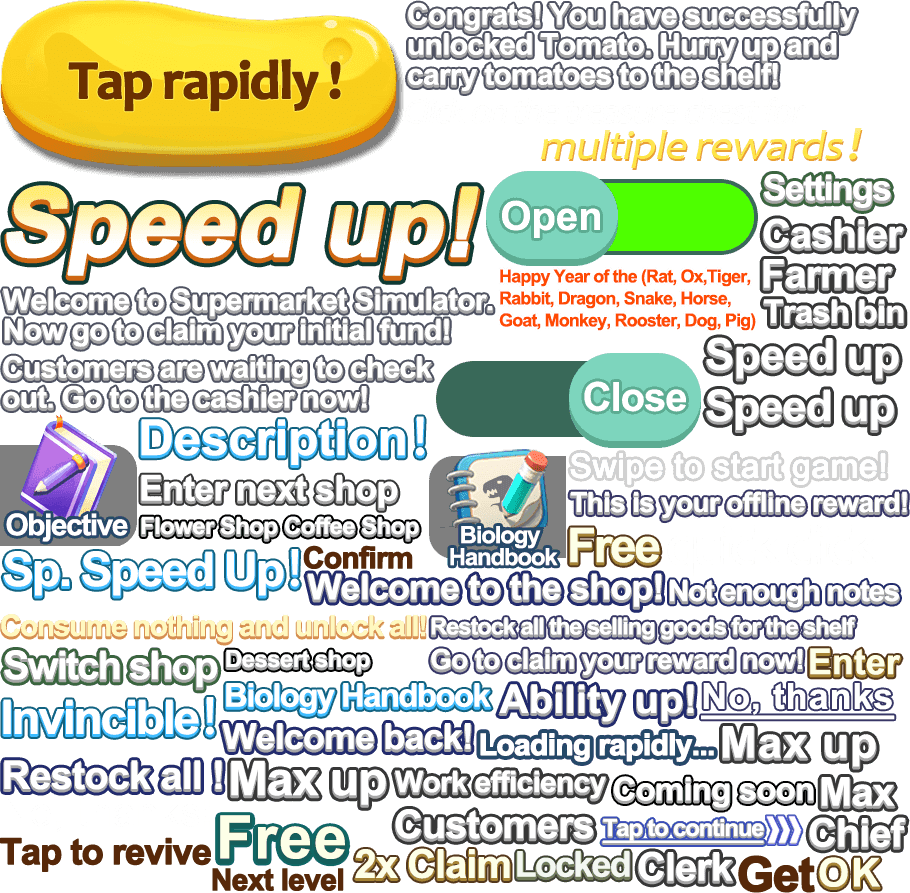 Tap rapidly !
Congrats! You have successfully
unlocked Tomato. Hurry up and
carry tomatoes to the shelf!
multiple rewards!
Speed up!
Open
Settings
Cashier
Happy Year of the (Rat, Ox,Tiger,
Rabbit, Dragon, Snake, Horse,
Goat, Monkey, Rooster, Dog, Pig)
Farmer
Trash bin
Welcome to Supermarket Simulator.
Now go to claim your initial fund!
Speed up
Customers are waiting to check
out. Go to the cashier now!
Close
Speed up
Description!
Objective
Enter next shop
Flower Shop Coffee Shop
Biology
Handbook
Swipe to start game!
This is your offline reward!
Free
Sp. Speed Up!
Confirm
Welcome to the shop!
Not enough notes
Consume nothing and unlock all!
Restock all the selling goods for the shelf
Switch shop
Dessert shop
Go to claim your reward now!
Enter
Invincible!
Biology Handbook
Ability up!
No, thanks
Welcome back!
Loading rapidly...
Max up
Restock all !
Max up
Work efficiency
Coming soon
Max
Tap to revive
Free
Customers
Tap to continue》》
Chief
Next level
2x Claim
Locked
Clerk
Get
OK